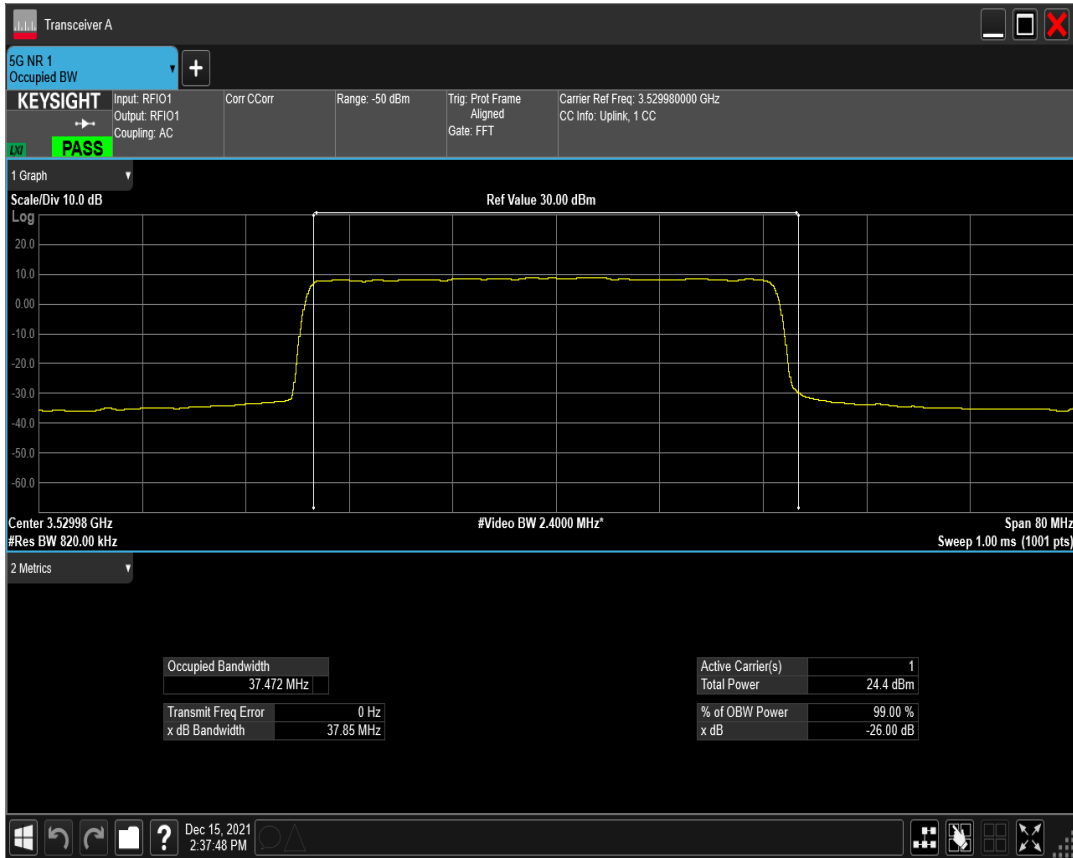 Transceiver A
5G NR 1
Occupied BW
KEYSIGHT
LXI
PASS
Input: RFIO1
Output: RFIO1
Coupling: AC
Corr CCorr
Range: -50 dBm
Trig: Prot Frame
Aligned
Gate: FFT
Carrier Ref Freq: 3.529980000 GHz
CC Info: Uplink, 1 CC
1 Graph
Scale/Div 10.0 dB
Ref Value 30.00 dBm
Log
20.0
10.0
0.00
-10.0
-20.0
-30.0
-40.0
-50.0
-60.0
Center 3.52998 GHz
#Video BW 2.4000 MHz*
Span 80 MHz
#Res BW 820.00 kHz
Sweep 1.00 ms (1001 pts)
2 Metrics
Occupied Bandwidth
37.472 MHz
Transmit Freq Error 0 Hz
x dB Bandwidth 37.85 MHz
Active Carrier(s) 1
Total Power 24.4 dBm
% of OBW Power 99.00 %
x dB -26.00 dB
?
Dec 15, 2021
2:37:48 PM